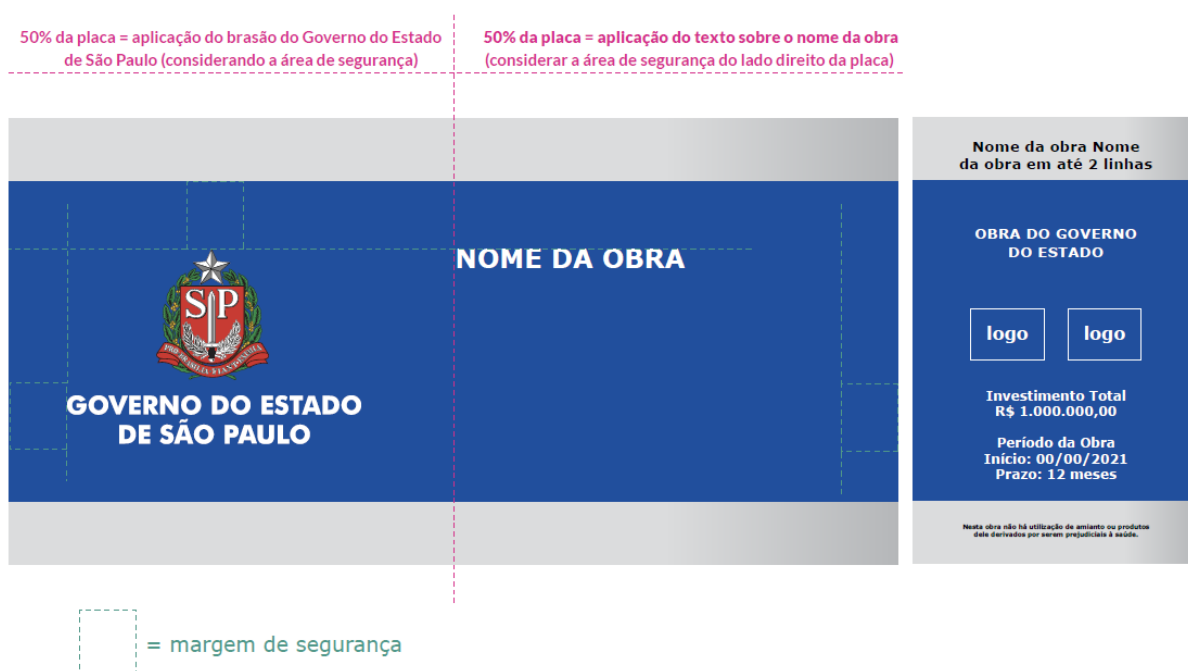 50% da placa = aplicação do brasão do Governo do Estado
de São Paulo (considerando a área de segurança)
50% da placa = aplicação do texto sobre o nome da obra
(considerar a área de segurança do lado direito da placa)
NOME DA OBRA
SP
PRO BRASILIA FIANT EXIMIA
GOVERNO DO ESTADO
DE SÃO PAULO
Nome da obra Nome
da obra em até 2 linhas
OBRA DO GOVERNO
DO ESTADO
logo
logo
Investimento Total
R$ 1.000.000,00
Período da Obra
Início: 00/00/2021
Prazo: 12 meses
Nesta obra não há utilização de amianto ou produtos
dele derivados por serem prejudiciais à saúde.
= margem de segurança